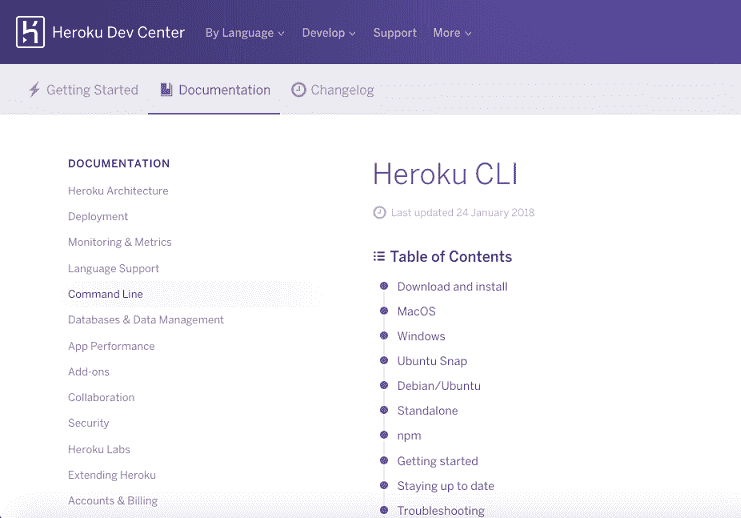 Heroku Dev Center By Language Develop Support More
Getting Started Documentation Changelog
DOCUMENTATION
Heroku Architecture
Deployment
Monitoring & Metrics
Language Support
Command Line
Databases & Data Management
App Performance
Add-ons
Collaboration
Security
Heroku Labs
Extending Heroku
Accounts & Billing
Heroku CLI
Last updated 24 January 2018
Table of Contents
Download and install
MacOS
Windows
Ubuntu Snap
Debian/Ubuntu
Standalone
npm
Getting started
Staying up to date
Troubleshooting